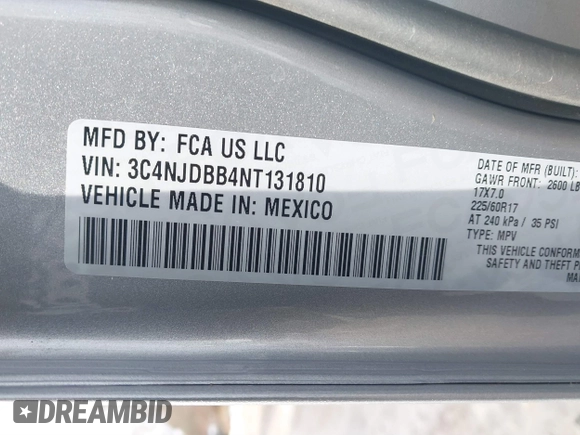 MFD BY: FCA US LLC
VIN: 3C4NJDBB4NT131810
VEHICLE MADE IN: MEXICO
DATE OF MFR (BUILT):
GAWR FRONT: 2600 LB
17X7.0
225/60R17
AT 240 kPa / 35 PSI
TYPE: MPV
THIS VEHICLE CONFORM
SAFETY AND THEFT P
MA
DREAMBID